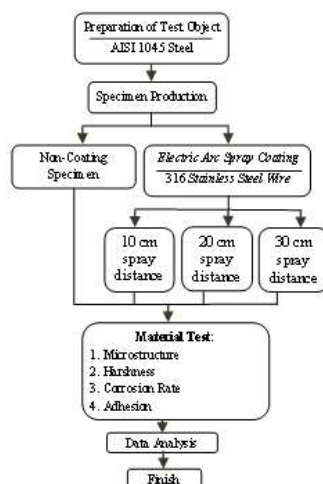 Preparation of Test Object
AISI 1045 Steel
Specimen Production
Non-Coating
Specimen
Electric Arc Spray Coating
316 Stainless Steel Wire
10 cm
spray
distance
20 cm
spray
distance
30 cm
spray
distance
Material Test:
1. Microstructure
2. Harshness
3. Corrosion Rate
4. Adhesion
Data Analysis
Finish